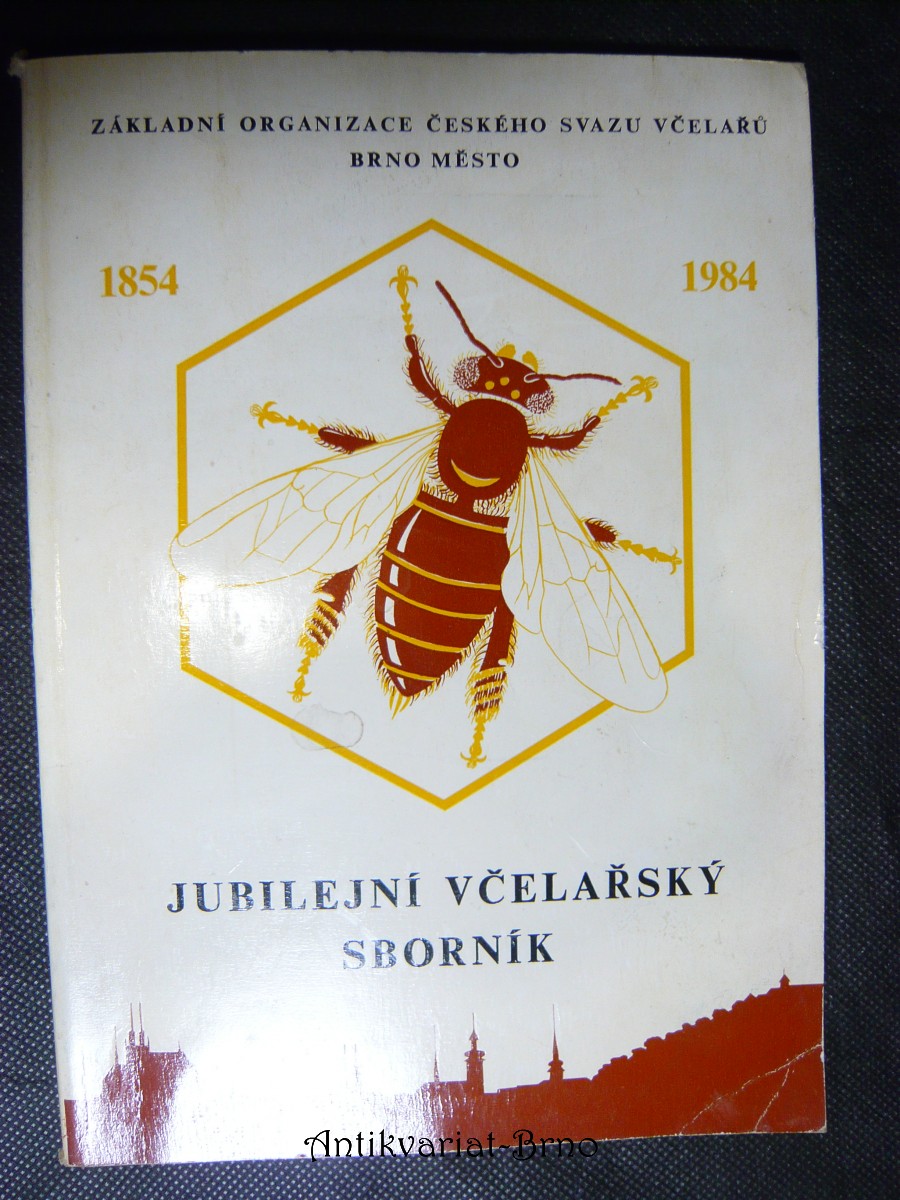 ZÁKLADNÍ ORGANIZACE ČESKÉHO SVAZU VČELAŘŮ
BRNO MĚSTO
1854
1984
JUBILEJNÍ VČELAŘSKÝ
SBORNÍK
Antikvariat-Brno